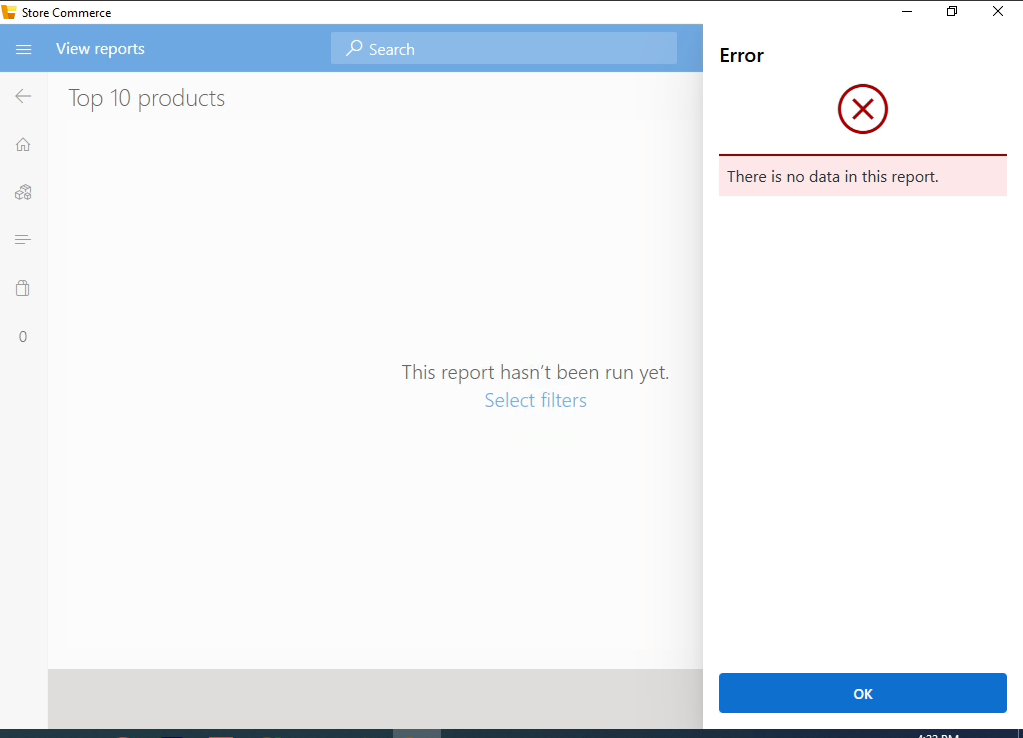 Store Commerce
View reports
Search
Top 10 products
0
This report hasn't been run yet.
Select filters
Error
There is no data in this report.
OK